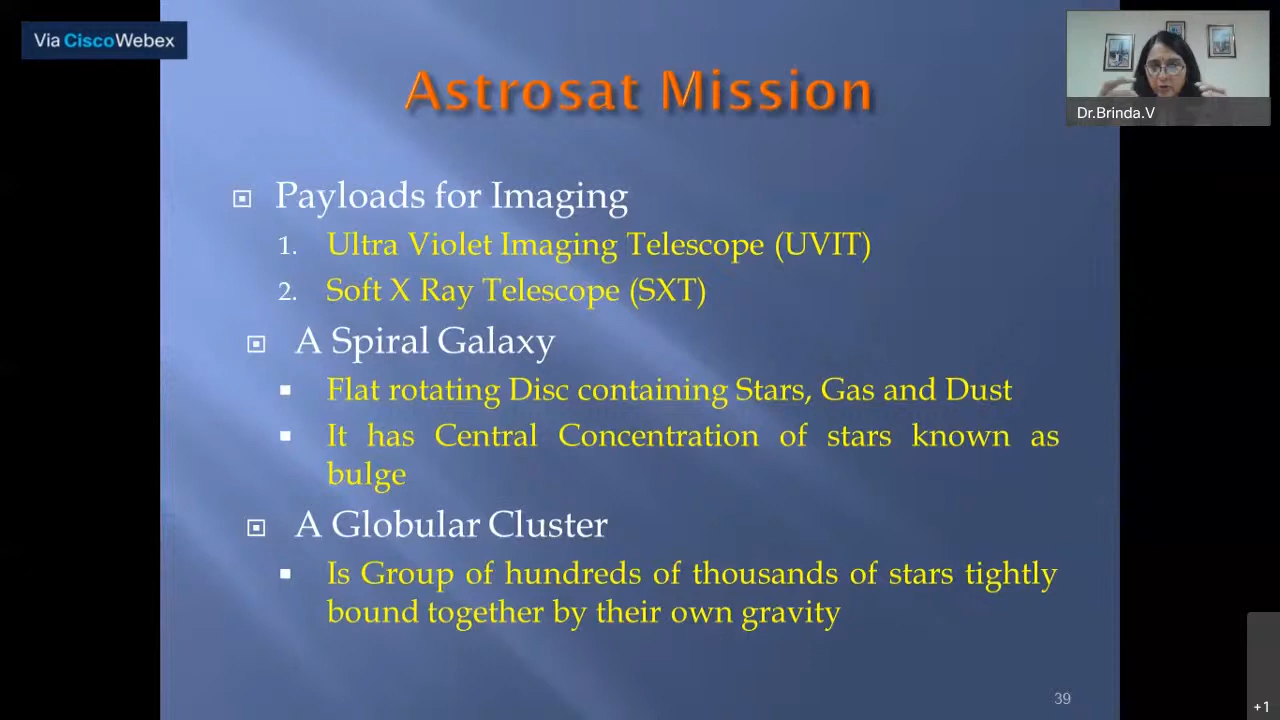 Via Cisco Webex
Astrosat Mission
Dr.Brinda.V
Payloads for Imaging
1. Ultra Violet Imaging Telescope (UVIT)
2. Soft X Ray Telescope (SXT)
A Spiral Galaxy
Flat rotating Disc containing Stars, Gas and Dust
It has Central Concentration of stars known as
bulge
A Globular Cluster
Is Group of hundreds of thousands of stars tightly
bound together by their own gravity
39
+1